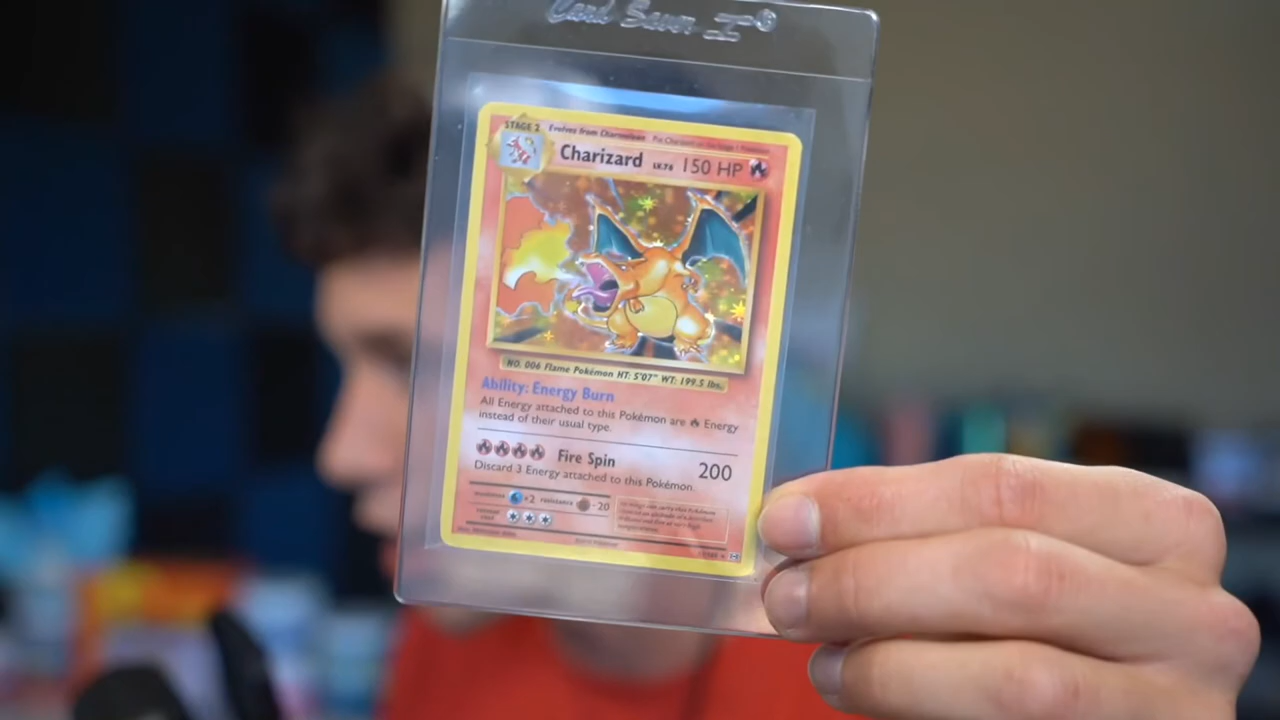 Card Saver I®
STAGE 2 Evolves from Charmeleon
Charizard LV.76 150 HP
NO. 006 Flame Pokémon HT: 5'07" WT: 199.5 lbs.
Ability: Energy Burn
All Energy attached to this Pokémon are Energy
instead of their usual type.
Fire Spin 200
Discard 3 Energy attached to this Pokémon.
weakness ×2 resistance -20
retreat
cost